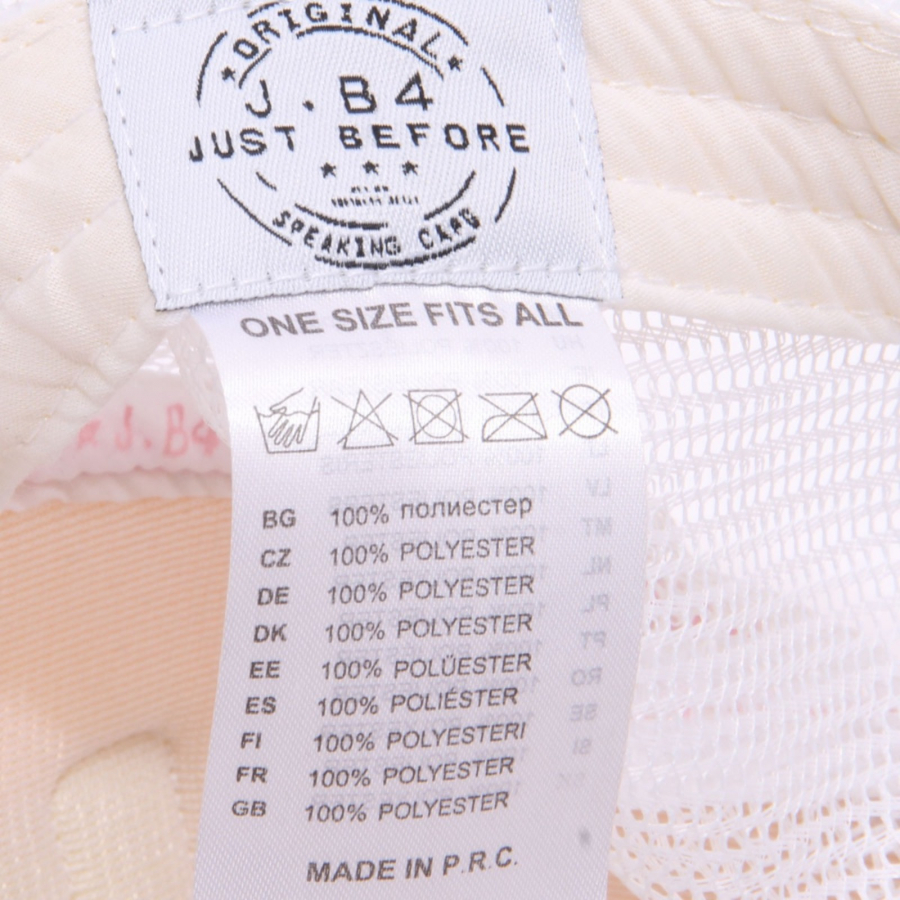 ORIGINAL
J.B4
JUST BEFORE
SPEAKING CAPS
ONE SIZE FITS ALL
J.B4
BG 100% полиестер
CZ 100% POLYESTER
DE 100% POLYESTER
DK 100% POLYESTER
EE 100% POLÜESTER
ES 100% POLIÉSTER
FI 100% POLYESTERI
FR 100% POLYESTER
GB 100% POLYESTER
MADE IN P.R.C.